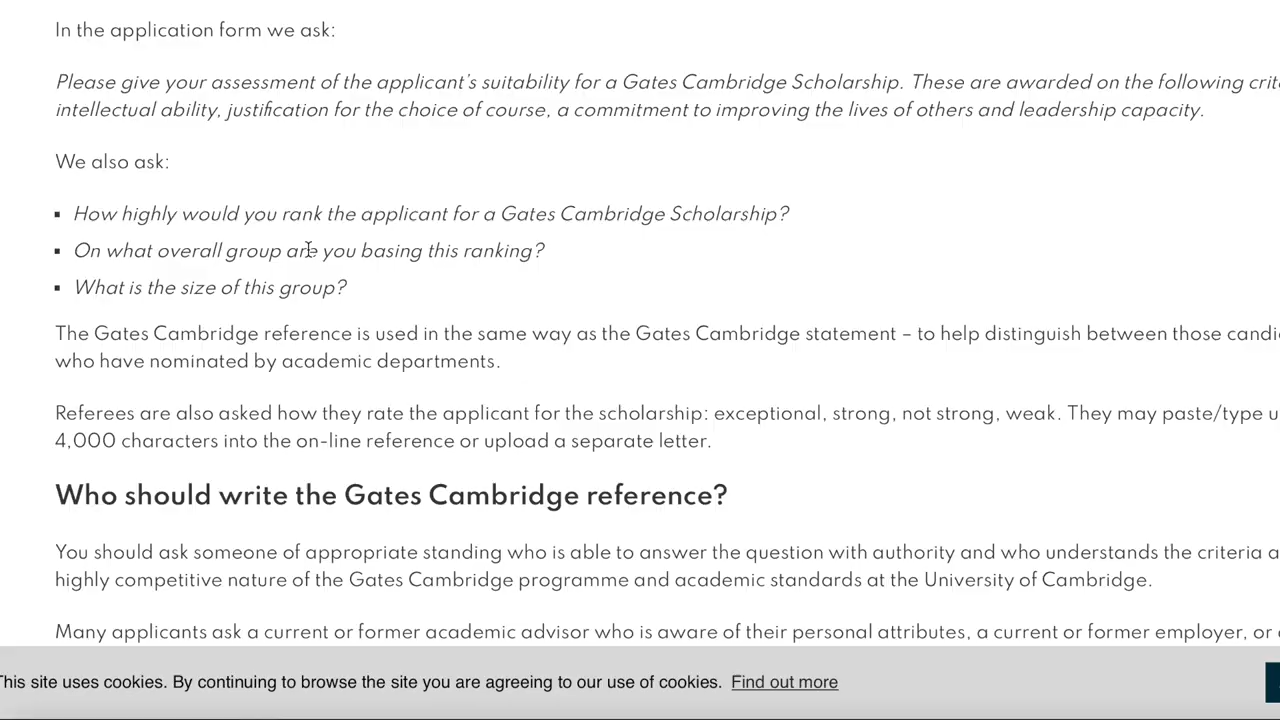 In the application form we ask:
Please give your assessment of the applicant's suitability for a Gates Cambridge Scholarship. These are awarded on the following
intellectual ability, justification for the choice of course, a commitment to improving the lives of others and leadership capacity.
We also ask:
▪ How highly would you rank the applicant for a Gates Cambridge Scholarship?
▪ On what overall group are you basing this ranking?
▪ What is the size of this group?
The Gates Cambridge reference is used in the same way as the Gates Cambridge statement – to help distinguish between those
who have nominated by academic departments.
Referees are also asked how they rate the applicant for the scholarship: exceptional, strong, not strong, weak. They may paste/type
4,000 characters into the on-line reference or upload a separate letter.
Who should write the Gates Cambridge reference?
You should ask someone of appropriate standing who is able to answer the question with authority and who understands the criteria
highly competitive nature of the Gates Cambridge programme and academic standards at the University of Cambridge.
Many applicants ask a current or former academic advisor who is aware of their personal attributes, a current or former employer, or
This site uses cookies. By continuing to browse the site you are agreeing to our use of cookies. Find out more